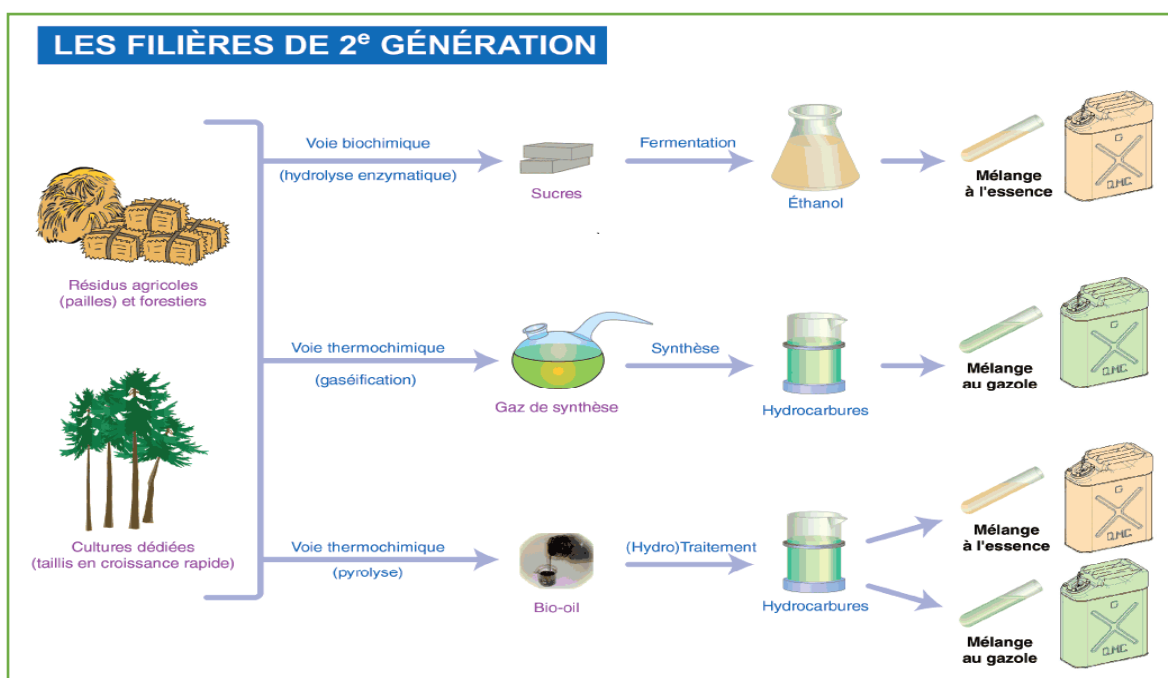 LES FILIÈRES DE 2e GÉNÉRATION
Résidus agricoles
(pailles) et forestiers
Cultures dédiées
(taillis en croissance rapide)
Voie biochimique
(hydrolyse enzymatique)
Sucres
Fermentation
Éthanol
Mélange
à l'essence
G
Q.M.C.
Voie thermochimique
(gaséification)
Gaz de synthèse
Synthèse
Hydrocarbures
Mélange
au gazole
G
Q.M.C.
Voie thermochimique
(pyrolyse)
Bio-oil
(Hydro)Traitement
Hydrocarbures
Mélange
à l'essence
G
Q.M.C.
Mélange
au gazole
G
Q.M.C.